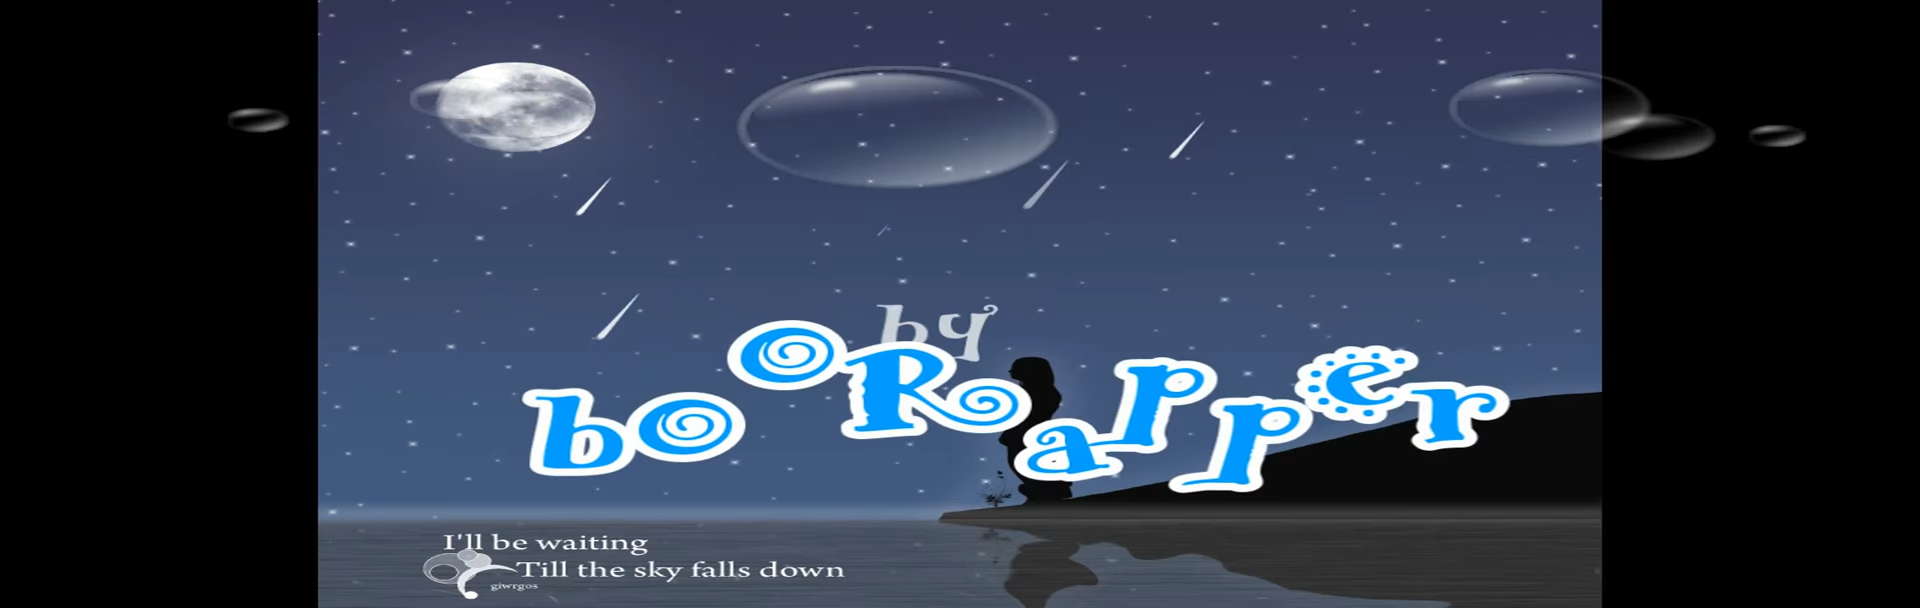 by
booRapper
I'll be waiting
Till the sky falls down
giwrgos